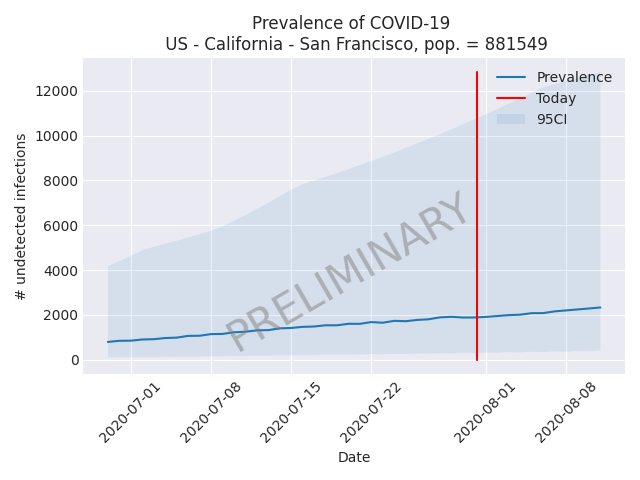 Prevalence of COVID-19
US - California - San Francisco, pop. = 881549
Prevalence
Today
95CI
12000
10000
8000
6000
4000
2000
0
# undetected infections
PRELIMINARY
2020-07-01
2020-07-08
2020-07-15
2020-07-22
2020-08-01
2020-08-08
Date